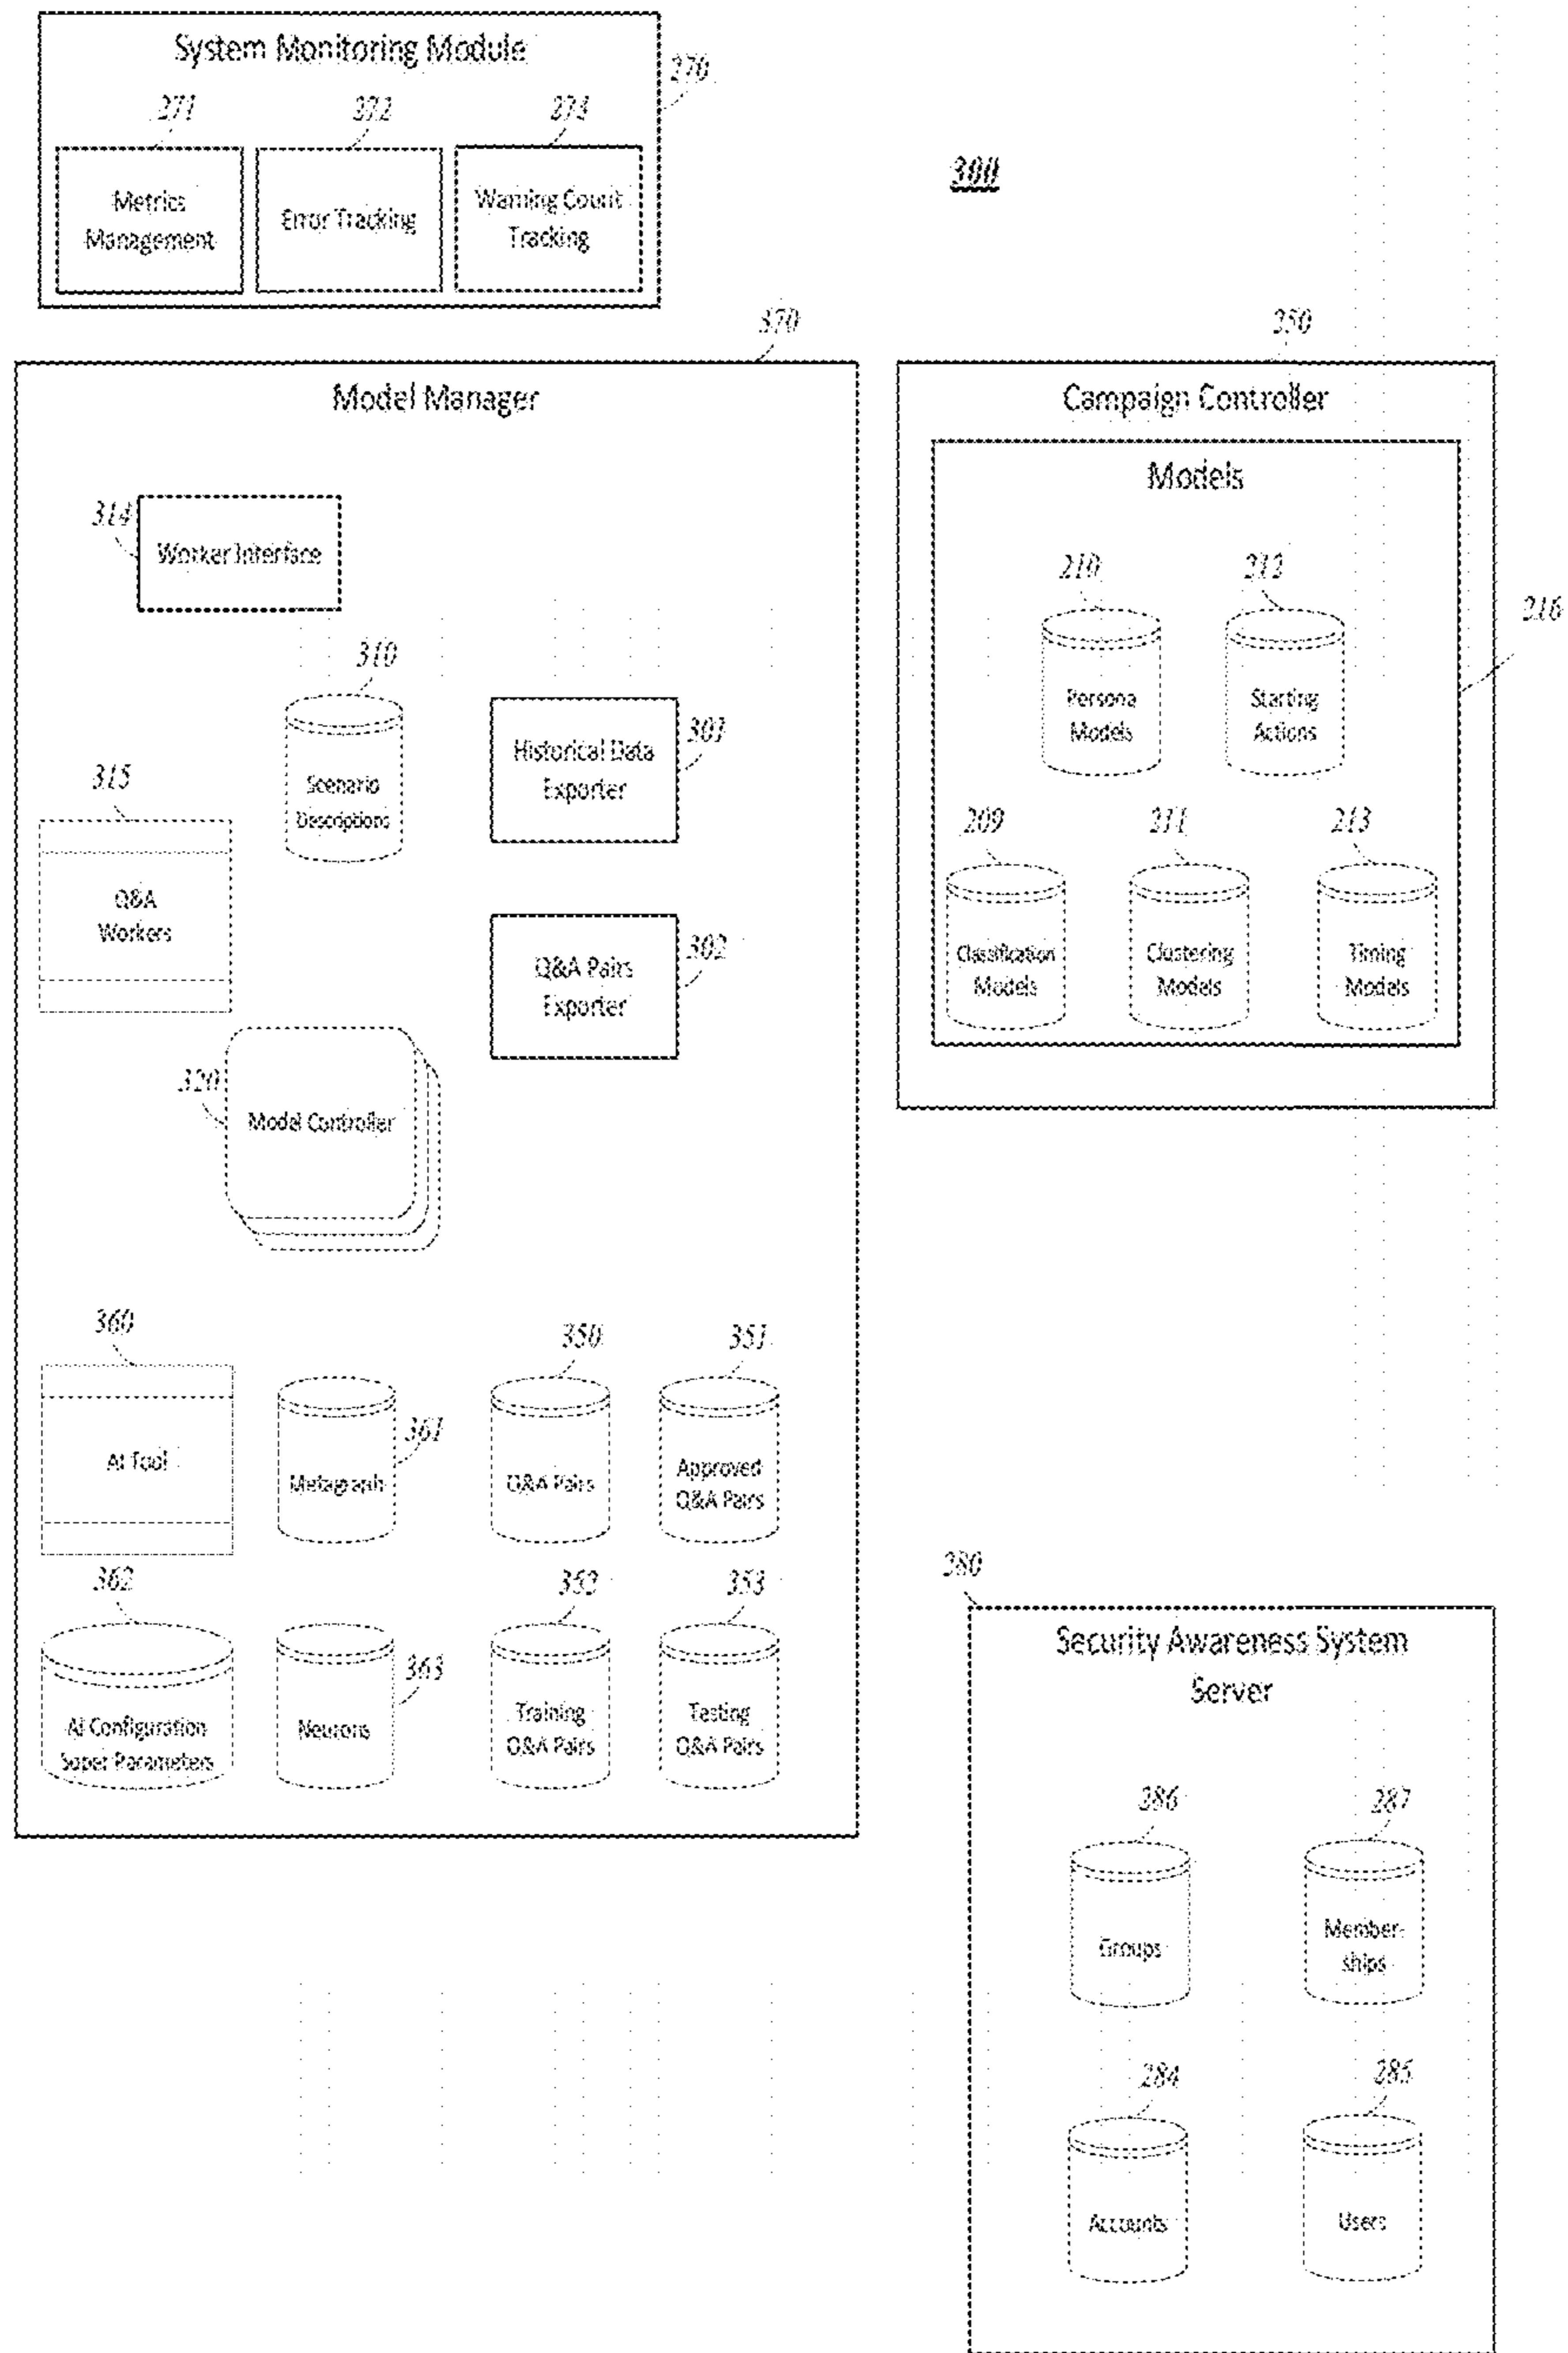 System Monitoring Module
270
271
272
273
Metrics
Management
Error Tracking
Warning Count
Tracking
300
370
Model Manager
314
Worker Interface
310
Scenario
Descriptions
301
Historical Data
Exporter
315
Q&A
Workers
302
Q&A Pairs
Exporter
320
Model Controller
360
AI Tool
361
Metagraph
350
Q&A Pairs
351
Approved
Q&A Pairs
362
AI Configuration
Super Parameters
363
Neurons
352
Training
Q&A Pairs
353
Testing
Q&A Pairs
250
Campaign Controller
Models
216
210
Persona
Models
212
Starting
Actions
209
Classification
Models
211
Clustering
Models
213
Timing
Models
280
Security Awareness System
Server
286
Groups
287
Member-
ships
284
Accounts
285
Users